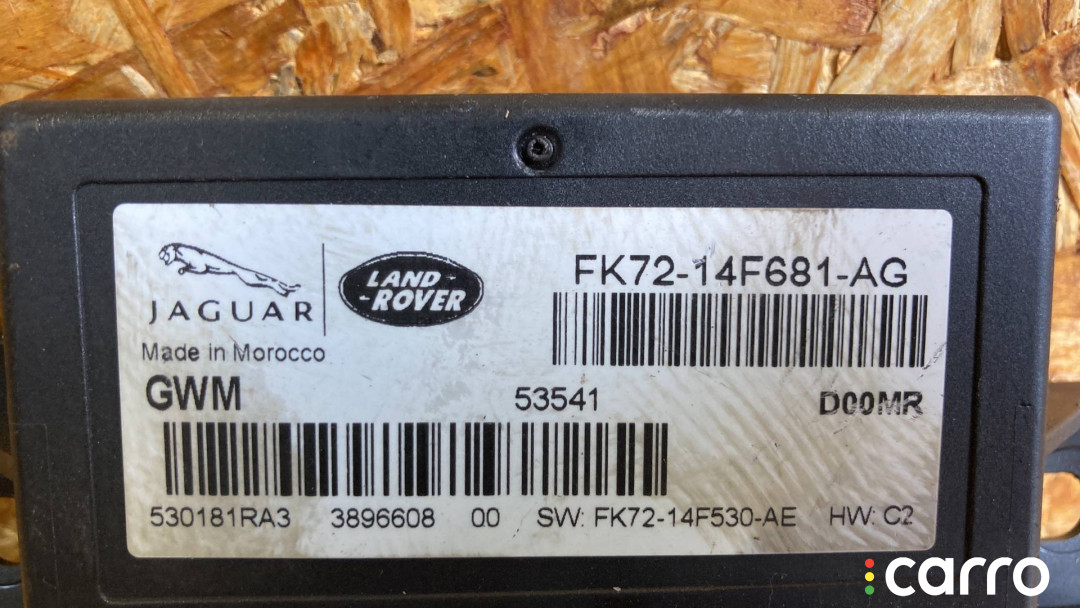 JAGUAR
LAND-
-ROVER
FK72-14F681-AG
Made in Morocco
GWM 53541 D00MR
530181RA3 3896608 00 SW: FK72-14F530-AE HW: C2
carro